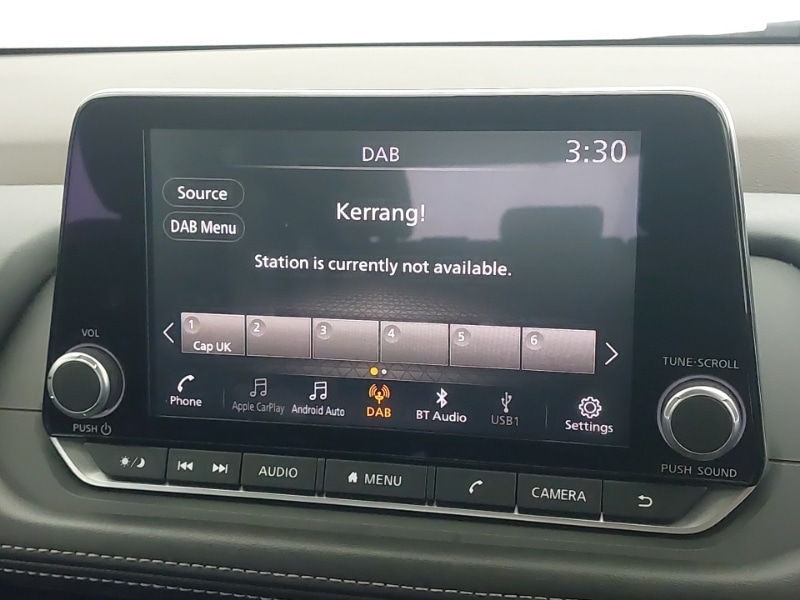 DAB 3:30
Source
Kerrang!
DAB Menu
Station is currently not available.
1 2 3 4 5 6
Cap UK
VOL
TUNE·SCROLL
Phone Apple CarPlay Android Auto DAB BT Audio USB1 Settings
PUSH
PUSH SOUND
AUDIO MENU CAMERA